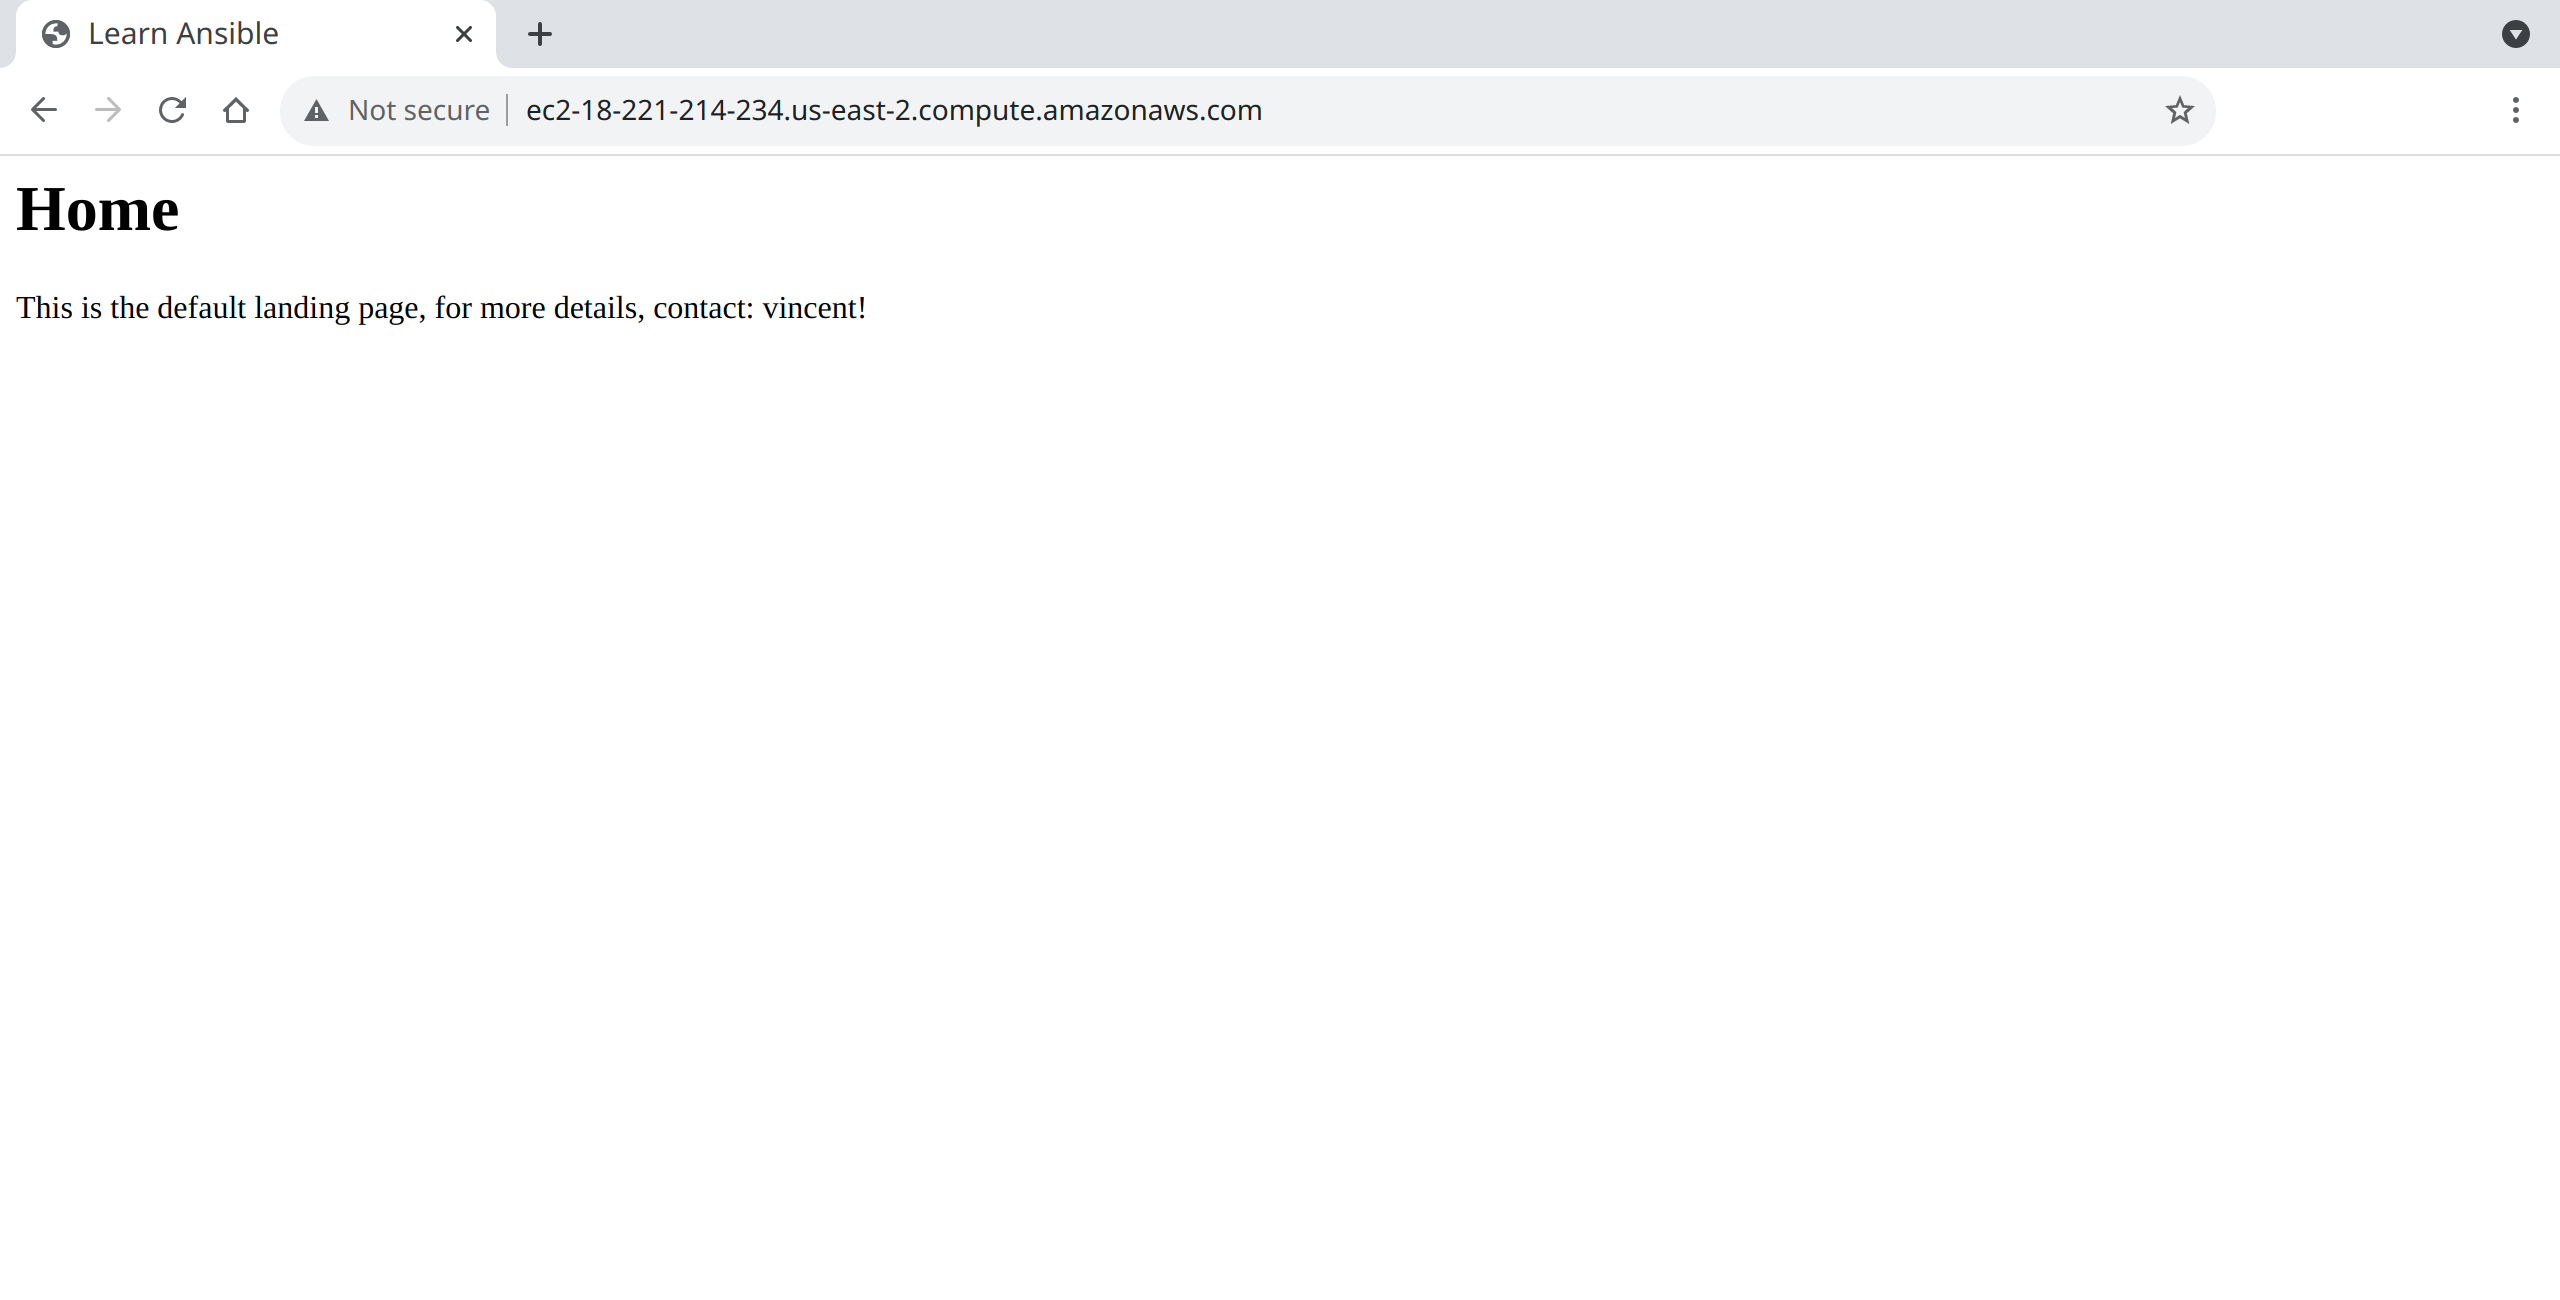 Learn Ansible
Not secure
ec2-18-221-214-234.us-east-2.compute.amazonaws.com
Home
This is the default landing page, for more details, contact: vincent!